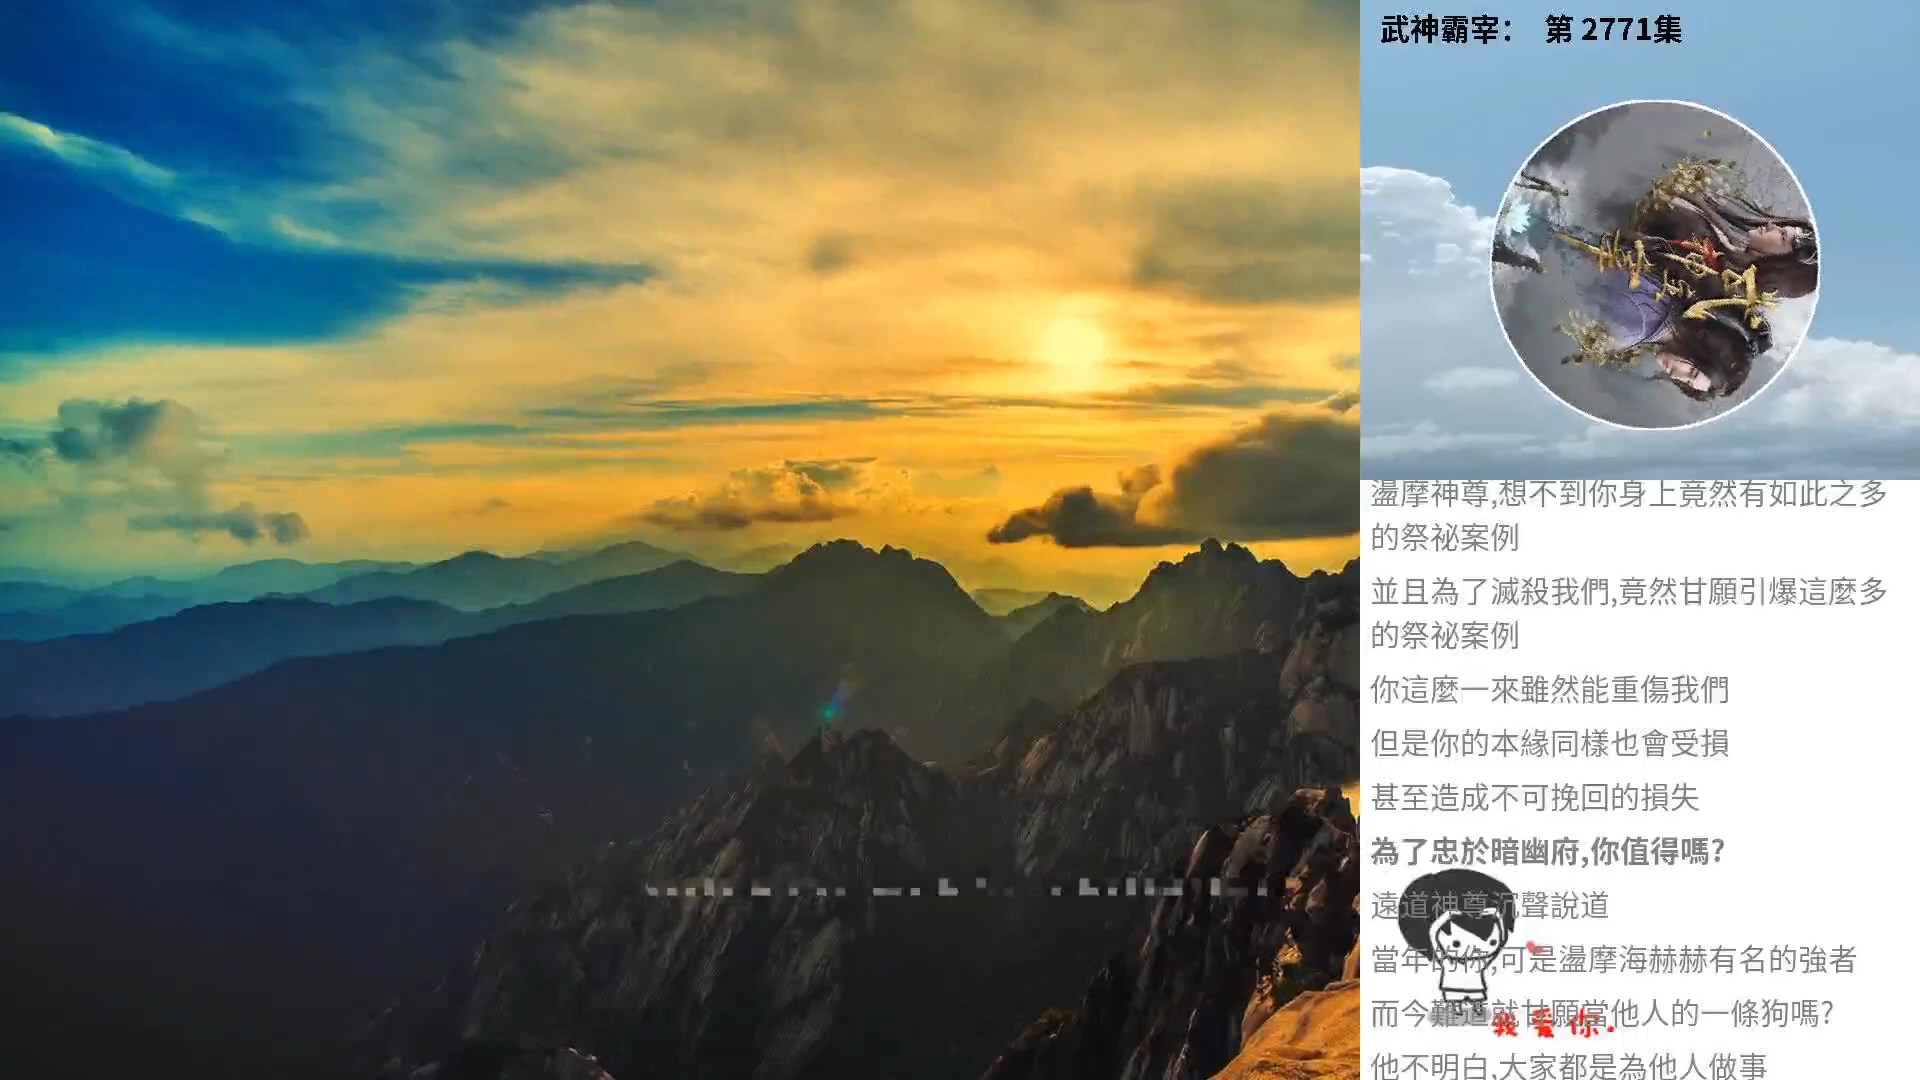 武神霸宰： 第 2771集
盪摩神尊,想不到你身上竟然有如此之多
的祭祕案例
並且為了滅殺我們,竟然甘願引爆這麼多
的祭祕案例
你這麼一來雖然能重傷我們
但是你的本緣同樣也會受損
甚至造成不可挽回的損失
為了忠於暗幽府,你值得嗎?
遠道神尊沉聲說道
當年的你,可是盪摩海赫赫有名的強者
而今難道就甘願當他人的一條狗嗎?
我爱你.
他不明白,大家都是為他人做事